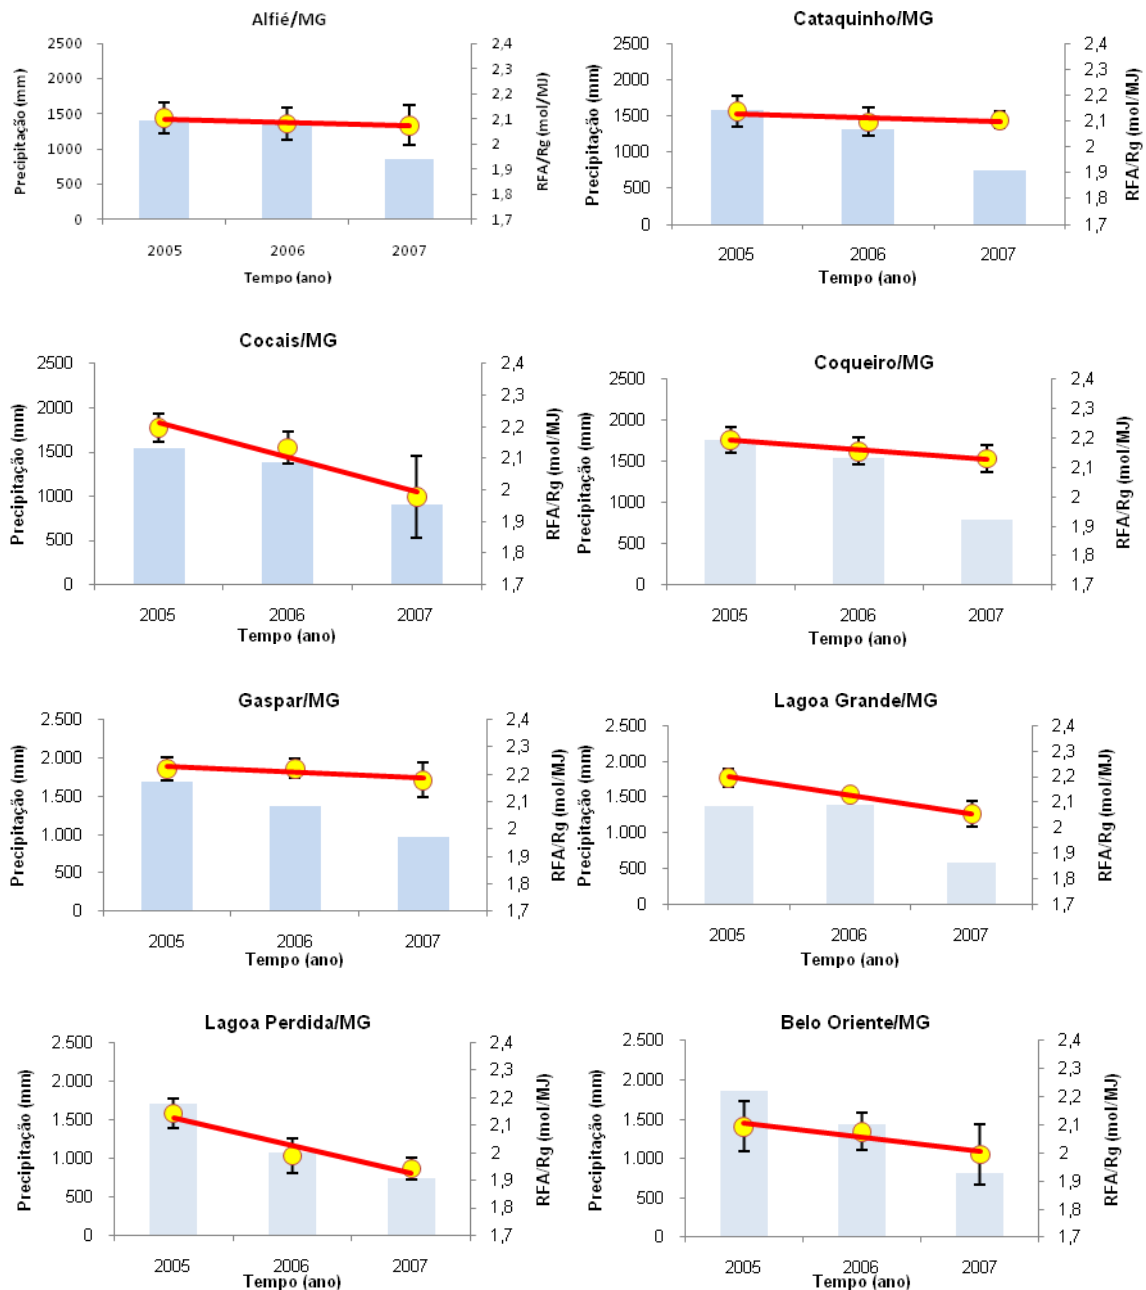 Alfié/MG
2500
2000
1500
1000
500
0
Precipitação (mm)
2,4
2,3
2,2
2,1
2
1,9
1,8
1,7
RFA/Rg (mol/MJ)
2005 2006 2007
Tempo (ano)
Cataquinho/MG
2500
2000
1500
1000
500
0
Precipitação (mm)
2,4
2,3
2,2
2,1
2
1,9
1,8
1,7
RFA/Rg (mol/MJ)
2005 2006 2007
Tempo (ano)
Cocais/MG
2500
2000
1500
1000
500
0
Precipitação (mm)
2,4
2,3
2,2
2,1
2
1,9
1,8
1,7
RFA/Rg (mol/MJ)
2005 2006 2007
Tempo (ano)
Coqueiro/MG
2500
2000
1500
1000
500
0
Precipitação (mm)
2,4
2,3
2,2
2,1
2
1,9
1,8
1,7
RFA/Rg (mol/MJ)
2005 2006 2007
Tempo (ano)
Gaspar/MG
2.500
2.000
1.500
1.000
500
0
Precipitação (mm)
2,4
2,3
2,2
2,1
2
1,9
1,8
1,7
RFA/Rg (mol/MJ)
2005 2006 2007
Tempo (ano)
Lagoa Grande/MG
2.500
2.000
1.500
1.000
500
0
Precipitação (mm)
2,4
2,3
2,2
2,1
2
1,9
1,8
1,7
RFA/Rg (mol/MJ)
2005 2006 2007
Tempo (ano)
Lagoa Perdida/MG
2.500
2.000
1.500
1.000
500
0
Precipitação (mm)
2,4
2,3
2,2
2,1
2
1,9
1,8
1,7
RFA/Rg (mol/MJ)
2005 2006 2007
Tempo (ano)
Belo Oriente/MG
2.500
2.000
1.500
1.000
500
0
Precipitação (mm)
2,4
2,3
2,2
2,1
2
1,9
1,8
1,7
RFA/Rg (mol/MJ)
2005 2006 2007
Tempo (ano)